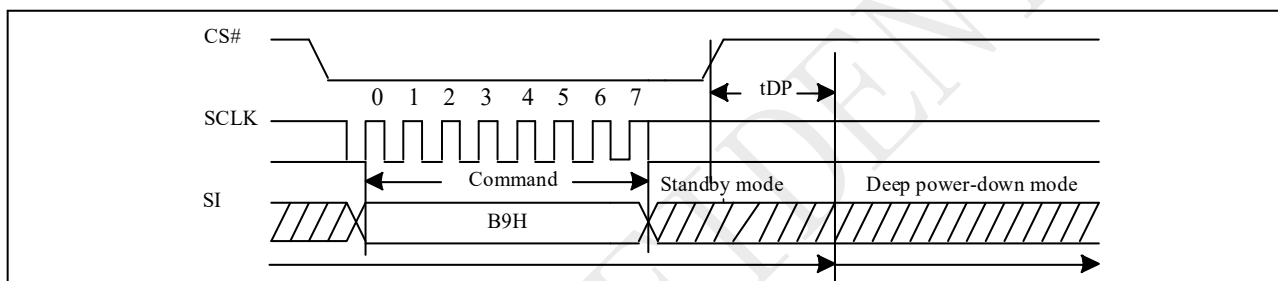 CS#
tDP
0 1 2 3 4 5 6 7
SCLK
Command
Standby mode
Deep power-down mode
SI
B9H